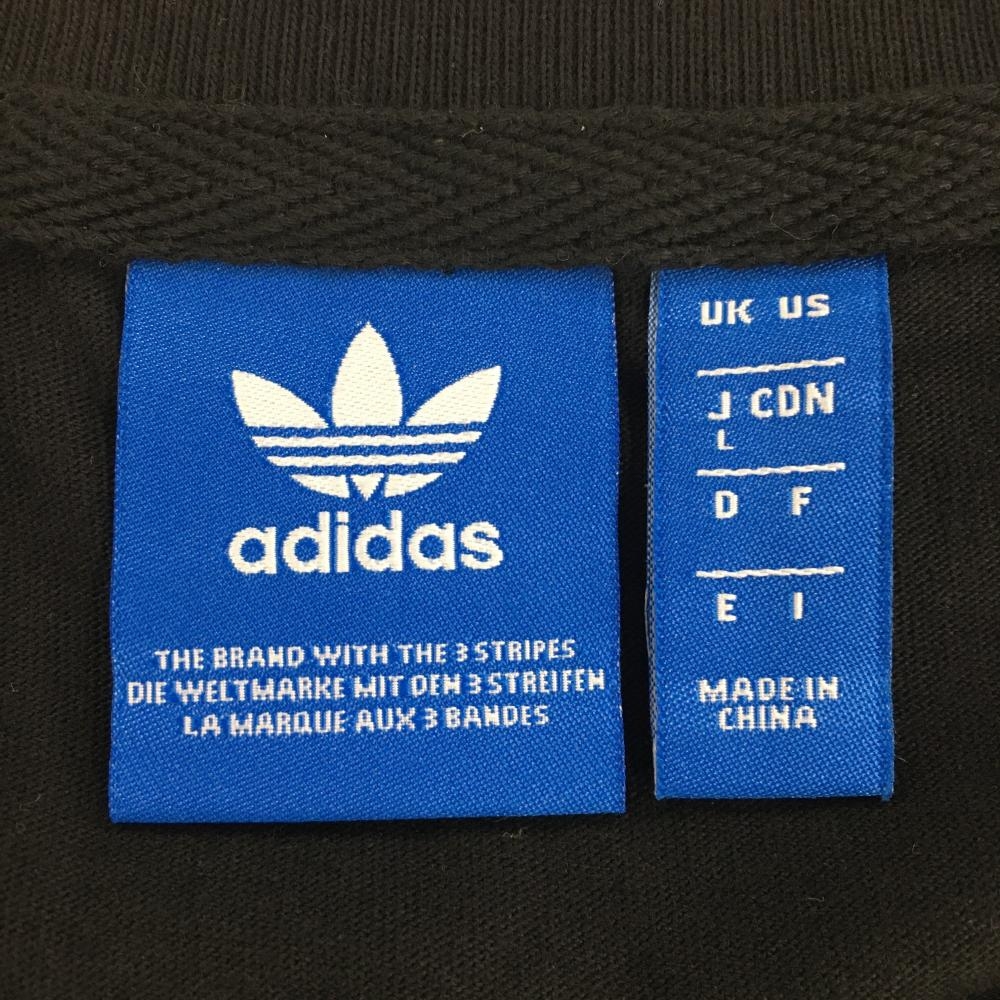 adidas
THE BRAND WITH THE 3 STRIPES
DIE WELTMARKE MIT DEN 3 STREIFEN
LA MARQUE AUX 3 BANDES
UK US
J CDN
L
D F
E I
MADE IN
CHINA